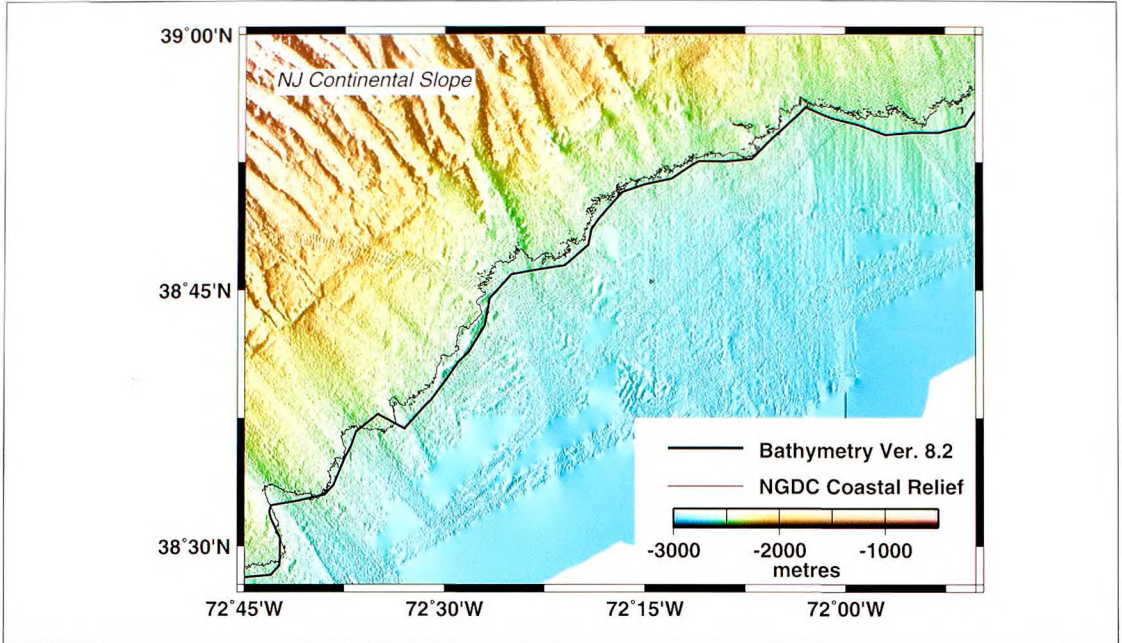 39°00'N
NJ Continental Slope
38°45'N
38°30'N
Bathymetry Ver. 8.2
NGDC Coastal Relief
-3000 -2000 -1000
metres
72°45'W 72°30'W 72°15'W 72°00'W